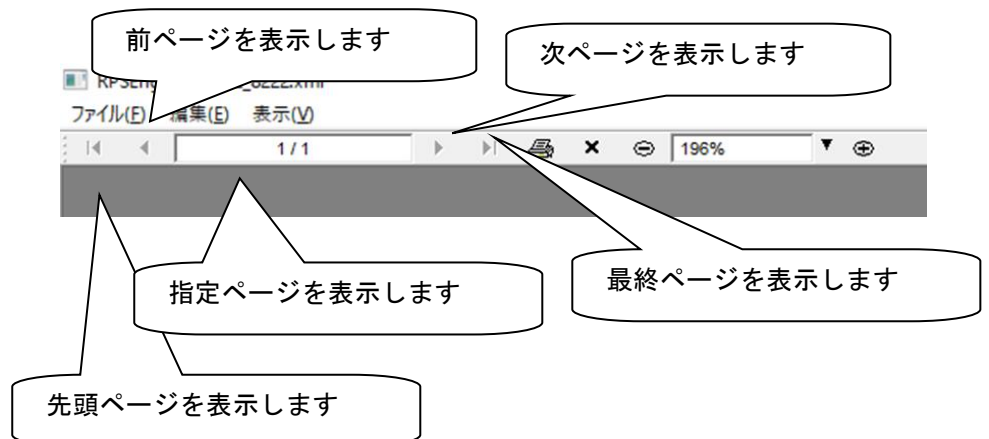 前ページを表示します
次ページを表示します
ファイル(F) 編集(E) 表示(V)
1 / 1
196%
指定ページを表示します
最終ページを表示します
先頭ページを表示します